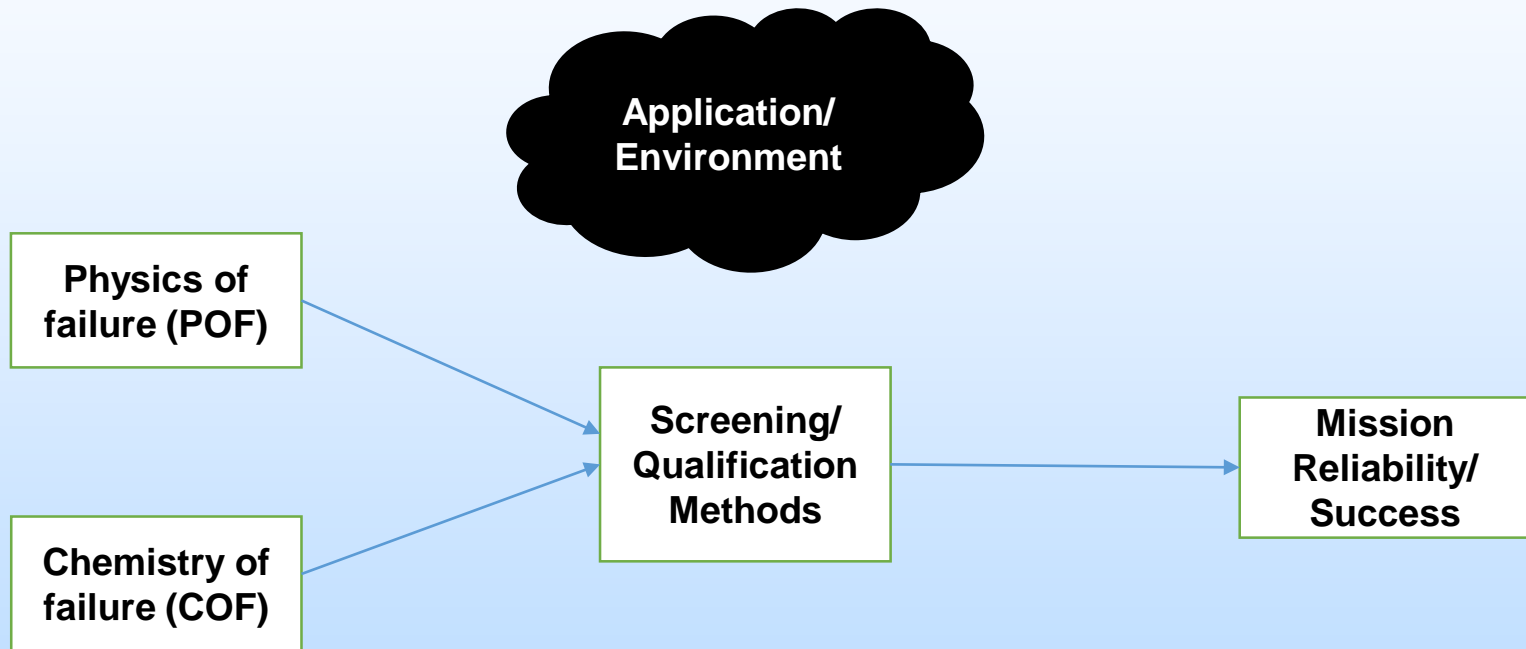 Application/
Environment
Physics of
failure (POF)
Screening/
Qualification
Methods
Mission
Reliability/
Success
Chemistry of
failure (COF)